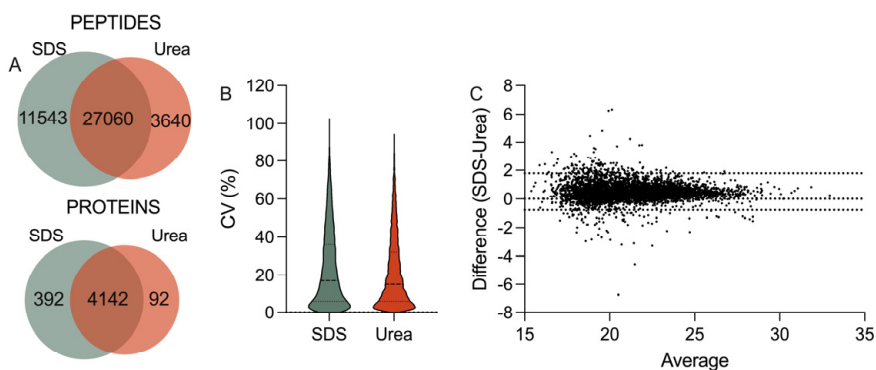 PEPTIDES
A
SDS
Urea
11543
27060
3640
PROTEINS
SDS
Urea
392
4142
92
B
CV (%)
120
100
80
60
40
20
0
SDS
Urea
C
Difference (SDS-Urea)
8
6
4
2
0
-2
-4
-6
-8
15
20
25
30
35
Average